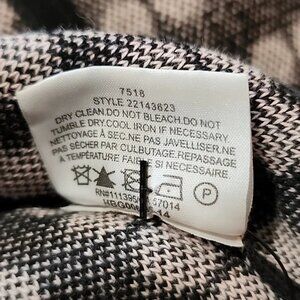 7518
STYLE 22143623
DRY CLEAN.DO NOT BLEACH.DO NOT
TUMBLE DRY.COOL IRON IF NECESSARY.
NETTOYAGE À SEC.NE PAS JAVELLISER.NE
PAS SÉCHER PAR CULBUTAGE.REPASSAGE
À TEMPÉRATURE FAIBLE SI NÉCESSAIRE
P